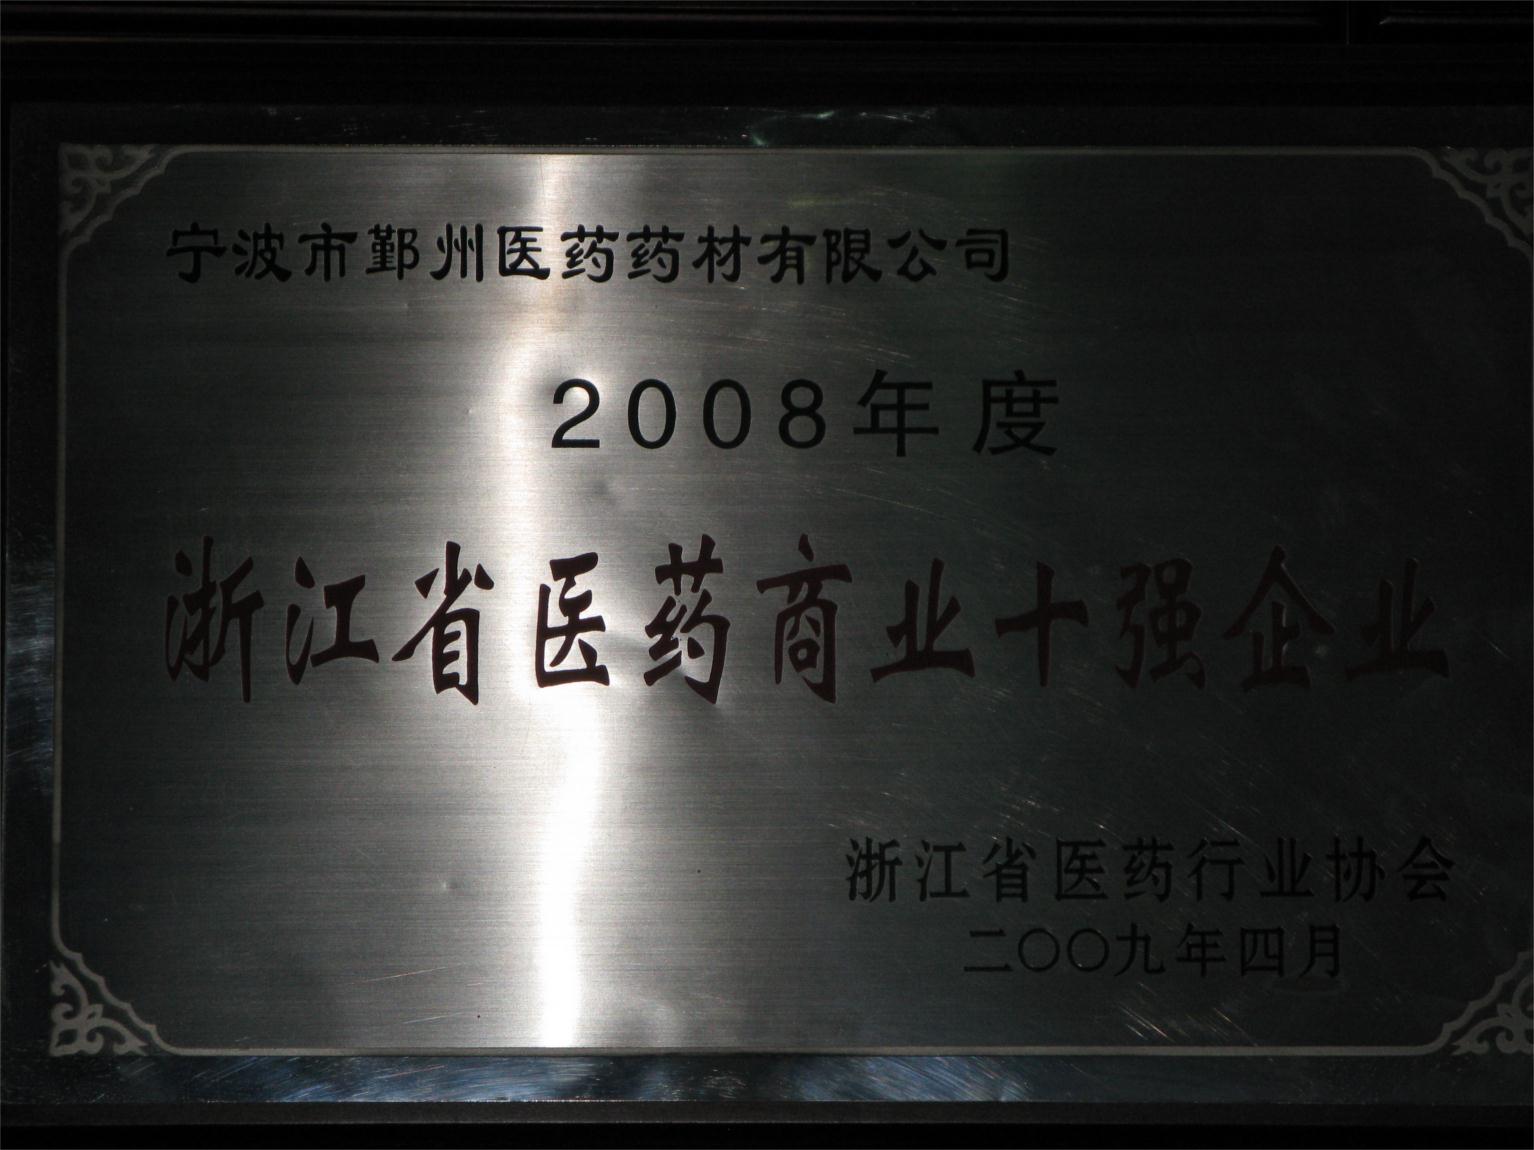 宁波市鄞州医药药材有限公司
2008年度
浙江省医药商业十强企业
浙江省医药行业协会
二〇〇九年四月